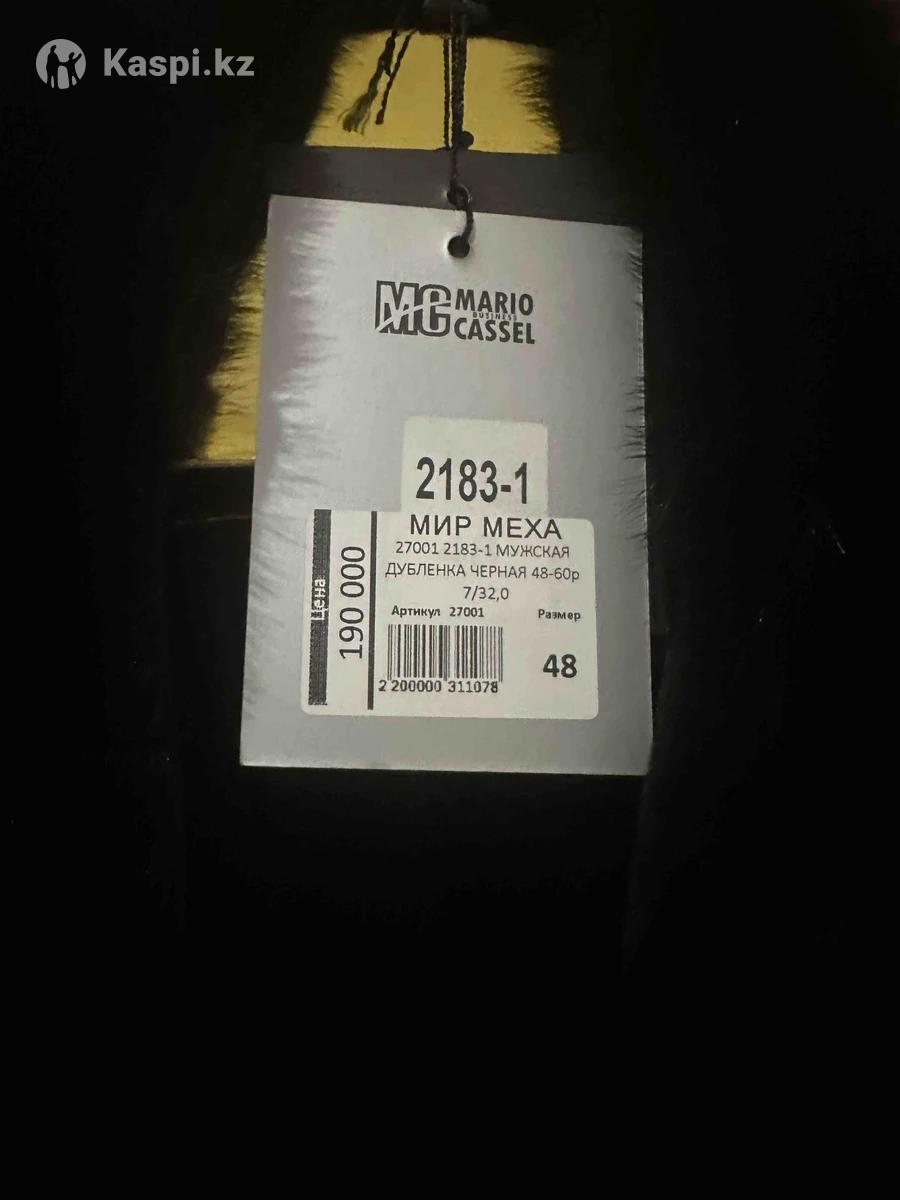 Kaspi.kz
MC MARIO
BUSINESS
CASSEL
2183-1
МИР МЕХА
27001 2183-1 МУЖСКАЯ
ДУБЛЕНКА ЧЕРНАЯ 48-60р
7/32,0
Цена
190 000
Артикул 27001
Размер
48
2 200000 311078